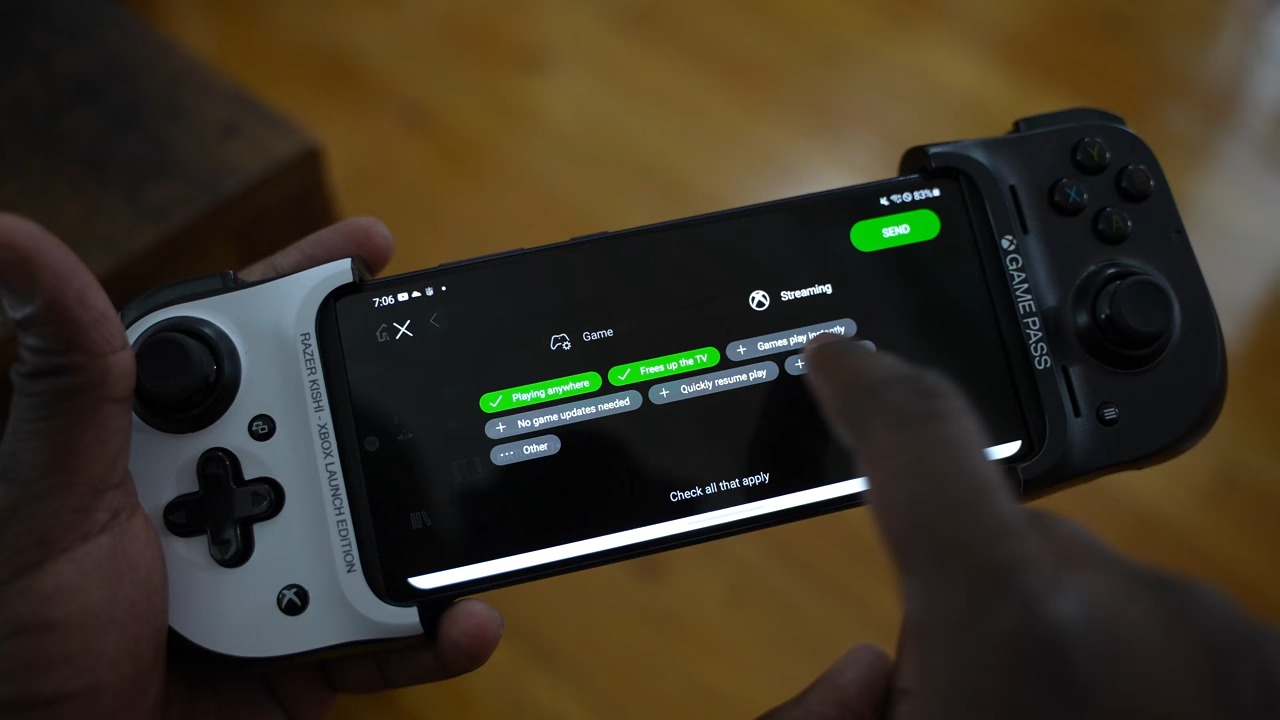 RAZER KISHI - XBOX LAUNCH EDITION
7:06
83%
SEND
Game
Streaming
Playing anywhere
Frees up the TV
Games play instantly
No game updates needed
Quickly resume play
Other
Check all that apply
GAME PASS
Y
X
B
A